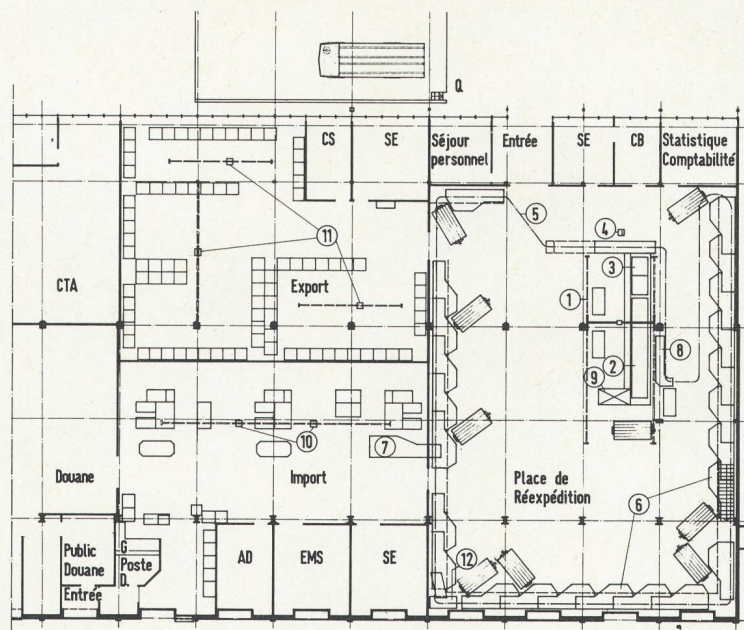 Q
CS
SE
Séjour
personnel
Entrée
SE
CB
Statistique
Comptabilité
5
4
11
3
CTA
Export
1
8
2
9
10
7
Douane
Import
Place de
Réexpédition
6
Public
Douane
G
Poste
D.
AD
EMS
SE
12
Entrée